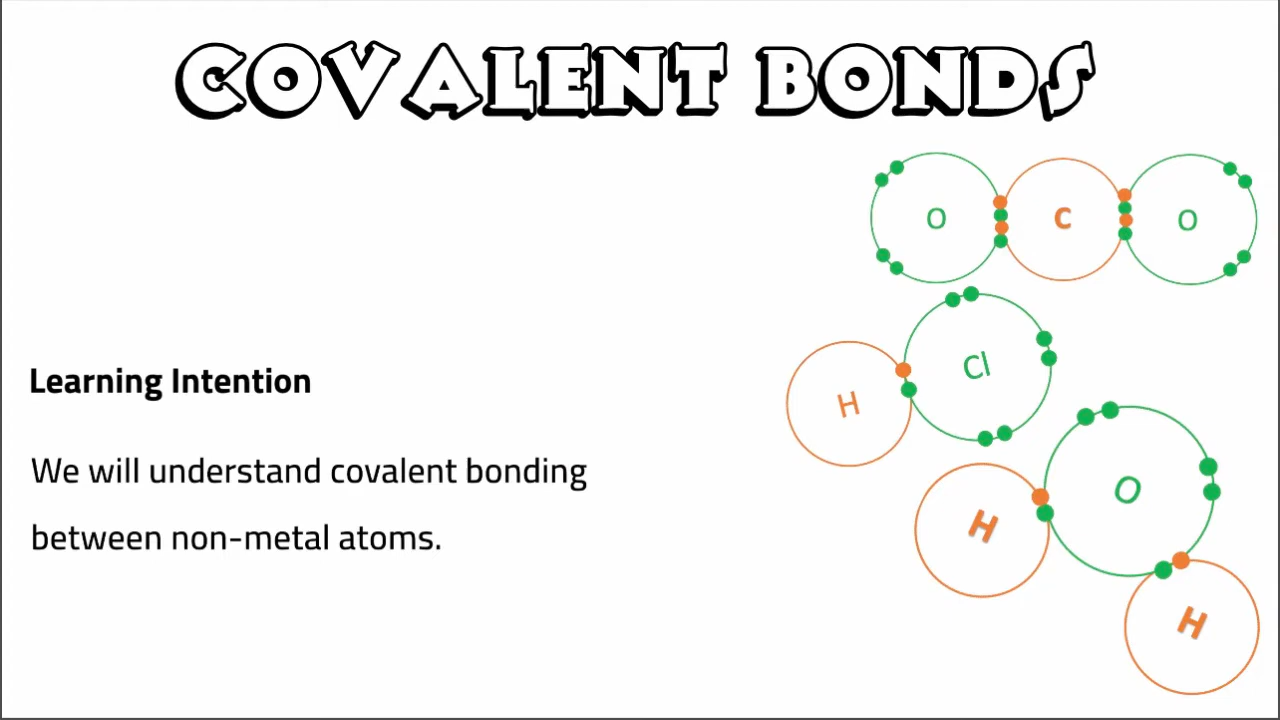 COVALENT BONDS
O C O
Cl
H
Learning Intention
We will understand covalent bonding
between non-metal atoms.
O
H
H